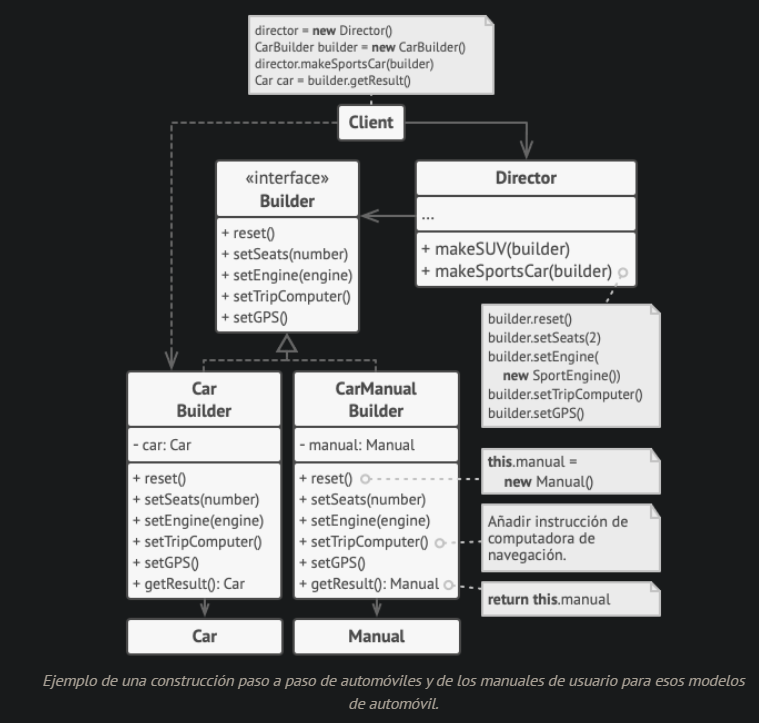 director = new Director()
CarBuilder builder = new CarBuilder()
director.makeSportsCar(builder)
Car car = builder.getResult()
Client
«interface»
Builder
+ reset()
+ setSeats(number)
+ setEngine(engine)
+ setTripComputer()
+ setGPS()
Director
...
+ makeSUV(builder)
+ makeSportsCar(builder)
builder.reset()
builder.setSeats(2)
builder.setEngine(
new SportEngine())
builder.setTripComputer()
builder.setGPS()
Car
Builder
- car: Car
+ reset()
+ setSeats(number)
+ setEngine(engine)
+ setTripComputer()
+ setGPS()
+ getResult(): Car
CarManual
Builder
- manual: Manual
+ reset()
+ setSeats(number)
+ setEngine(engine)
+ setTripComputer()
+ setGPS()
+ getResult(): Manual
this.manual =
new Manual()
Añadir instrucción de
computadora de
navegación.
return this.manual
Car
Manual
Ejemplo de una construcción paso a paso de automóviles y de los manuales de usuario para esos modelos
de automóvil.